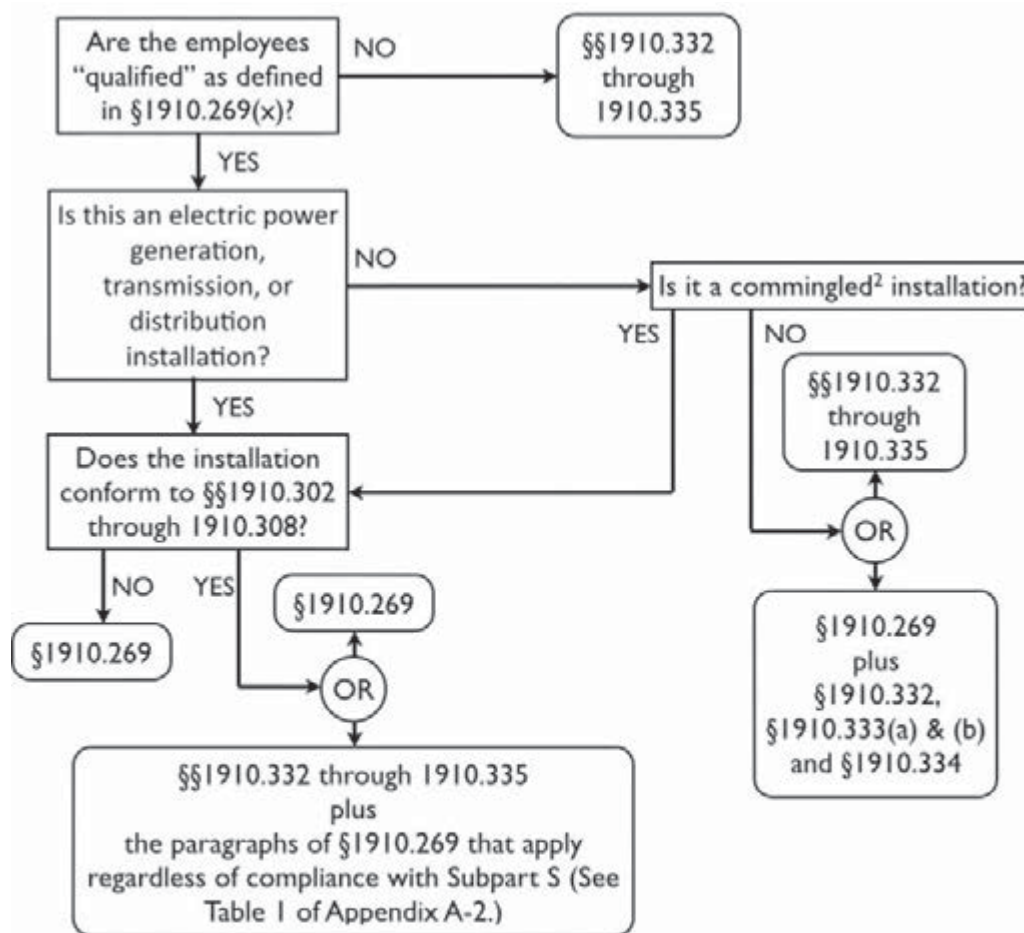 Are the employees
“qualified” as defined
in §1910.269(x)?
NO
§§1910.332
through
1910.335
YES
Is this an electric power
generation,
transmission, or
distribution
installation?
NO
Is it a commingled² installation?
YES
NO
§§1910.332
through
1910.335
OR
§1910.269
plus
§1910.332,
§1910.333(a) & (b)
and §1910.334
YES
Does the installation
conform to §§1910.302
through 1910.308?
NO
§1910.269
YES
§1910.269
OR
§§1910.332 through 1910.335
plus
the paragraphs of §1910.269 that apply
regardless of compliance with Subpart S (See
Table 1 of Appendix A-2.)